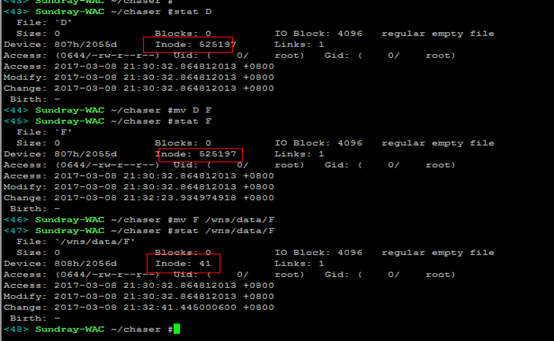 <43> Sundray-WAC ~/chaser #
<43> Sundray-WAC ~/chaser #stat D
File: `D'
Size: 0 Blocks: 0 IO Block: 4096 regular empty file
Device: 807h/2055d Inode: 525197 Links: 1
Access: (0644/-rw-r--r--) Uid: ( 0/ root) Gid: ( 0/ root)
Access: 2017-03-08 21:30:32.864812013 +0800
Modify: 2017-03-08 21:30:32.864812013 +0800
Change: 2017-03-08 21:30:32.864812013 +0800
Birth: -
<44> Sundray-WAC ~/chaser #mv D F
<45> Sundray-WAC ~/chaser #stat F
File: `F'
Size: 0 Blocks: 0 IO Block: 4096 regular empty file
Device: 807h/2055d Inode: 525197 Links: 1
Access: (0644/-rw-r--r--) Uid: ( 0/ root) Gid: ( 0/ root)
Access: 2017-03-08 21:30:32.864812013 +0800
Modify: 2017-03-08 21:30:32.864812013 +0800
Change: 2017-03-08 21:32:23.934974918 +0800
Birth: -
<46> Sundray-WAC ~/chaser #mv F /wns/data/F
<47> Sundray-WAC ~/chaser #stat /wns/data/F
File: `/wns/data/F'
Size: 0 Blocks: 0 IO Block: 4096 regular empty file
Device: 808h/2056d Inode: 41 Links: 1
Access: (0644/-rw-r--r--) Uid: ( 0/ root) Gid: ( 0/ root)
Access: 2017-03-08 21:30:32.864812013 +0800
Modify: 2017-03-08 21:30:32.864812013 +0800
Change: 2017-03-08 21:32:41.445000600 +0800
Birth: -
<48> Sundray-WAC ~/chaser #